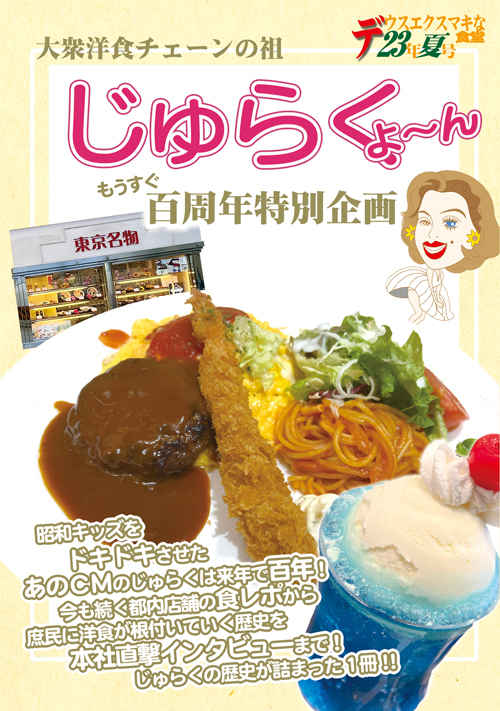 大衆洋食チェーンの祖
デウスエクスマキな
食堂
23年夏号
じゅらくょ〜ん
もうすぐ
百周年特別企画
東京名物
昭和キッズを
ドキドキさせた
あのCMのじゅらくは来年で百年!
今も続く都内店舗の食レポから
庶民に洋食が根付いていく歴史を
本社直撃インタビューまで!
じゅらくの歴史が詰まった1冊!!